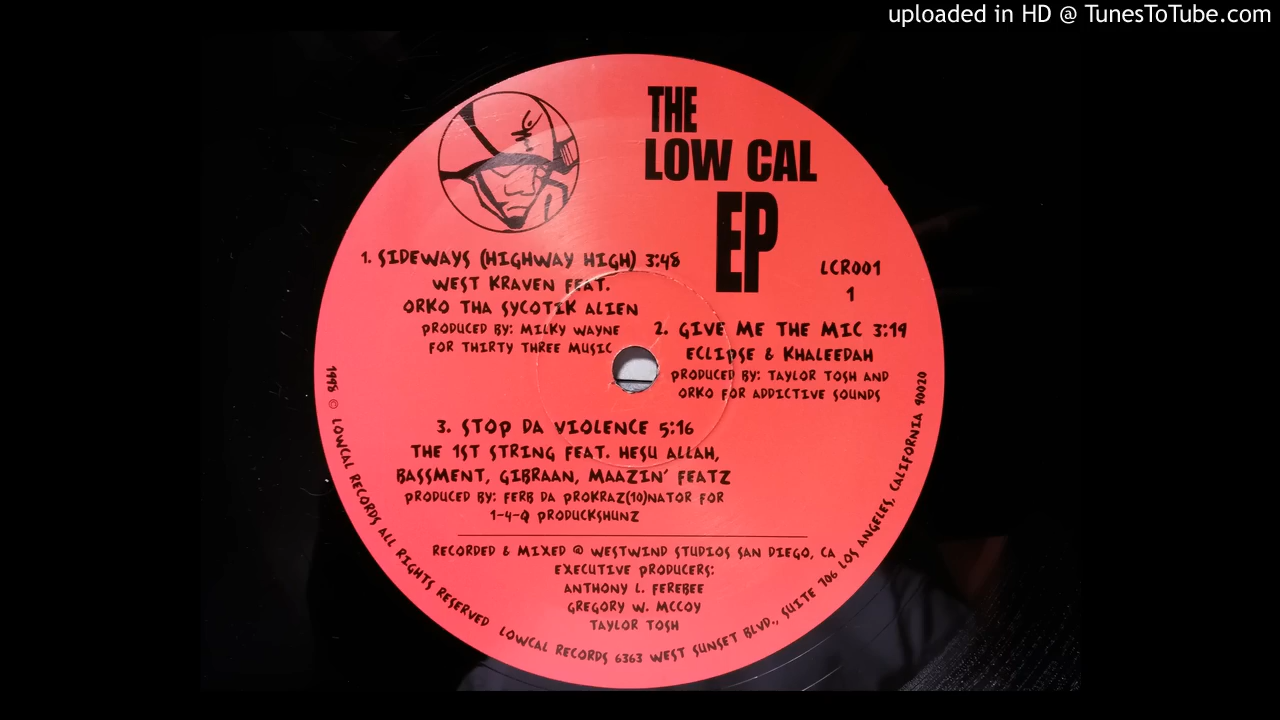 uploaded in HD @ TunesToTube.com
THE
LOW CAL
EP
LCR001
1
1. SIDEWAYS (HIGHWAY HIGH) 3:48
WEST KRAVEN FEAT.
ORKO THA SYCOTIK ALIEN
PRODUCED BY: MILKY WAYNE
FOR THIRTY THREE MUSIC
2. GIVE ME THE MIC 3:19
ECLIPSE & KHALEEDAH
PRODUCED BY: TAYLOR TOSH AND
ORKO FOR ADDICTIVE SOUNDS
3. STOP DA VIOLENCE 5:16
THE 1ST STRING FEAT. HESU ALLAH,
BASSMENT, GIBRAAN, MAAZIN' FEATZ
PRODUCED BY: FERB DA PROKRAZ(10)NATOR FOR
1-4-Q PRODUCKSHUNZ
RECORDED & MIXED @ WESTWIND STUDIOS SAN DIEGO, CA
EXECUTIVE PRODUCERS:
ANTHONY L. FEREBEE
GREGORY W. MCCOY
TAYLOR TOSH
1998 © LOWCAL RECORDS ALL RIGHTS RESERVED LOWCAL RECORDS 6363 WEST SUNSET BLVD., SUITE 706 LOS ANGELES, CALIFORNIA 90020